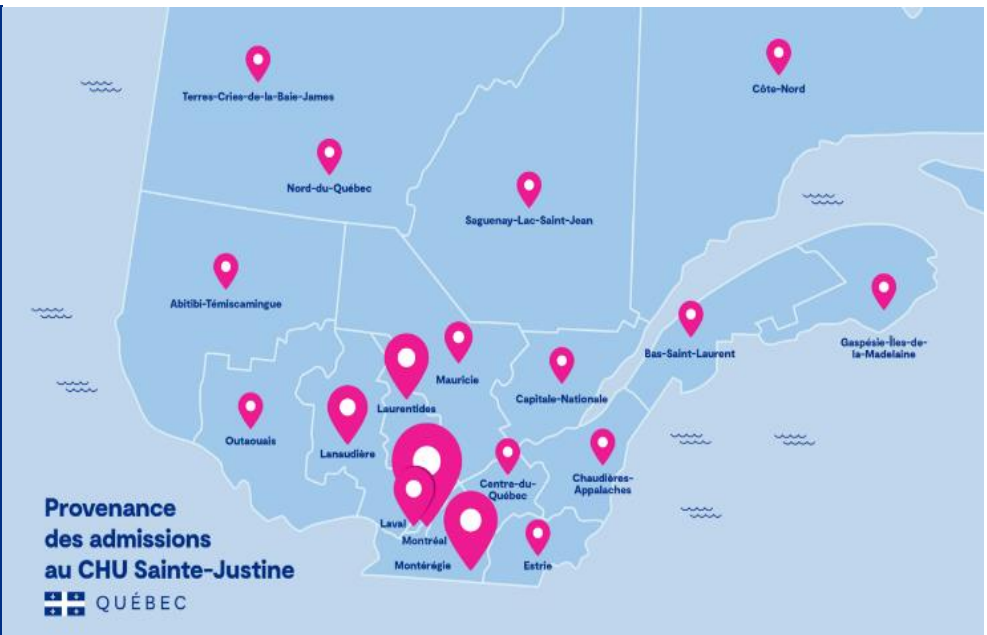 Terres-Cries-de-la-Baie-James
Côte-Nord
Nord-du-Québec
Saguenay-Lac-Saint-Jean
Abitibi-Témiscamingue
Bas-Saint-Laurent
Gaspésie-Îles-de-
la-Madelaine
Mauricie
Capitale-Nationale
Laurentides
Outaouais
Lanaudière
Centre-du-
Québec
Chaudières-
Appalaches
Laval
Montréal
Montérégie
Estrie
Provenance
des admissions
au CHU Sainte-Justine
QUÉBEC